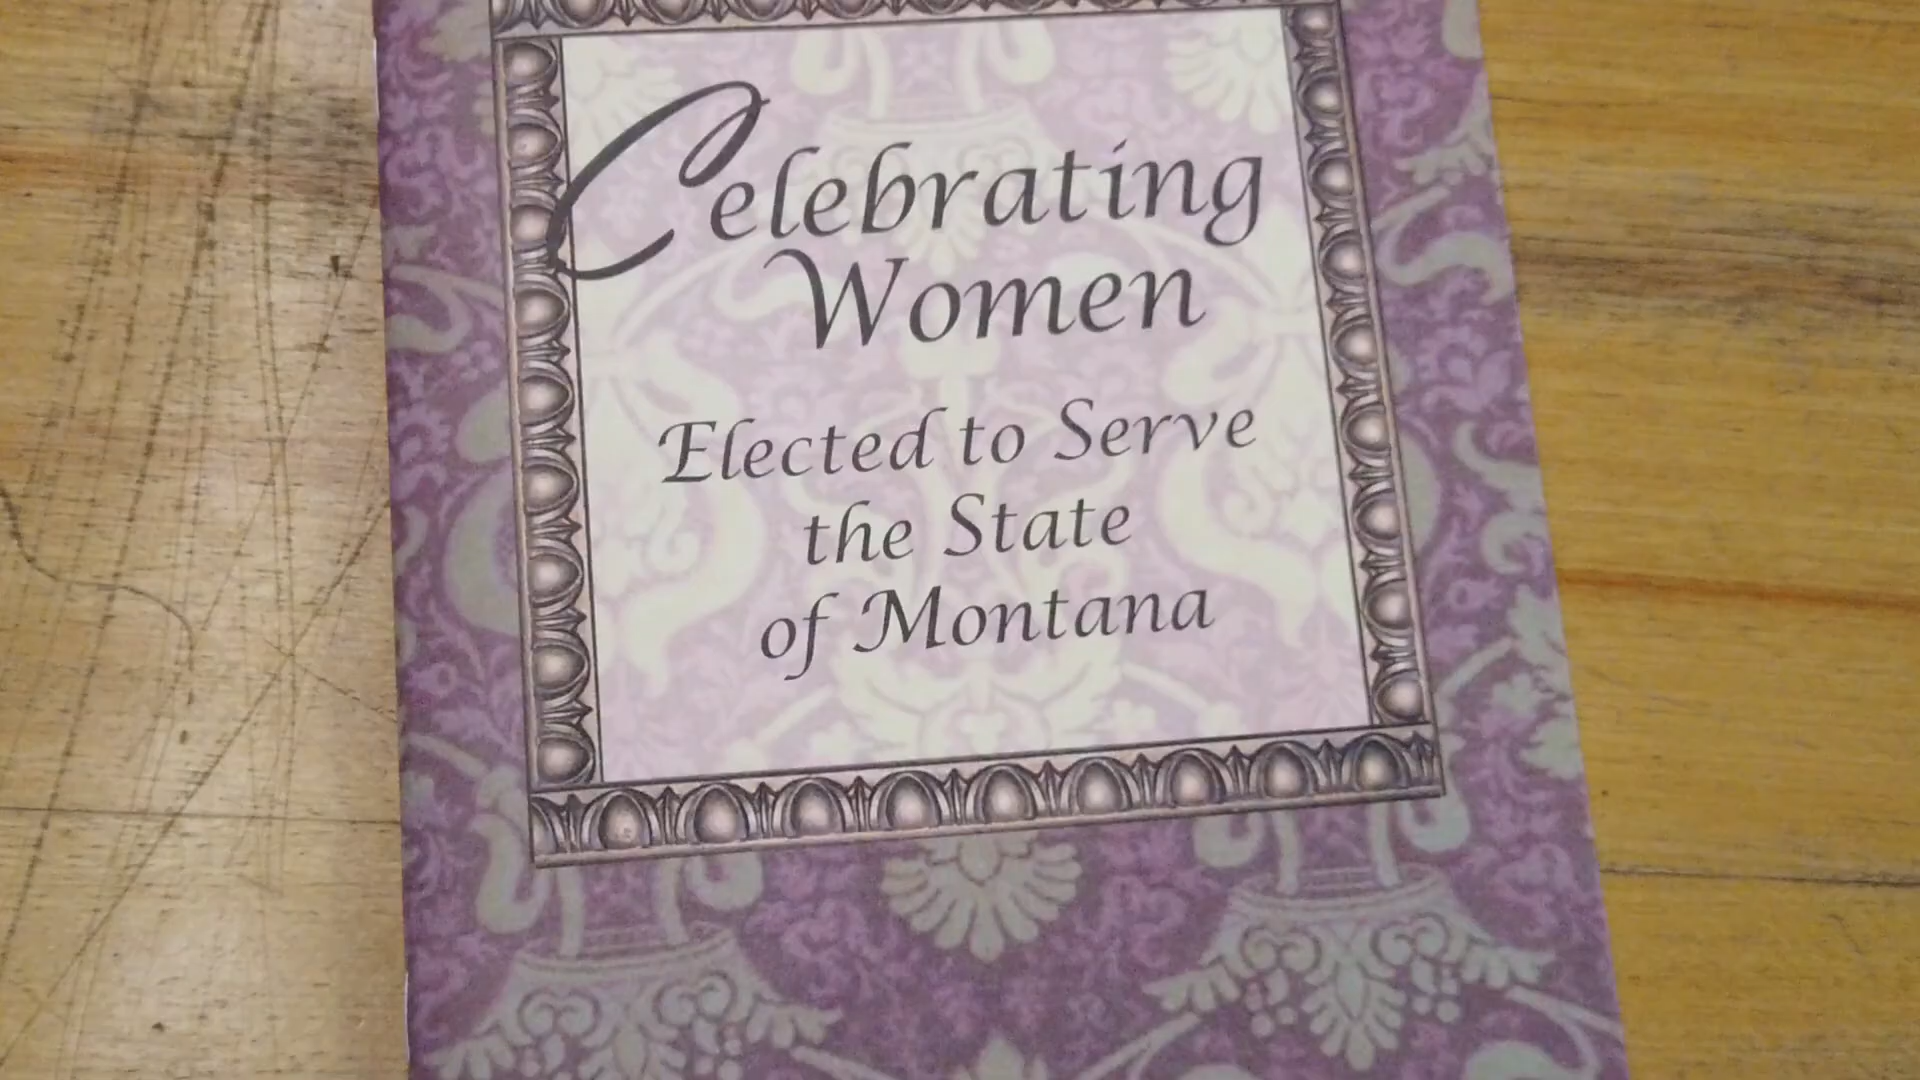 Celebrating
Women
Elected to Serve
the State
of Montana